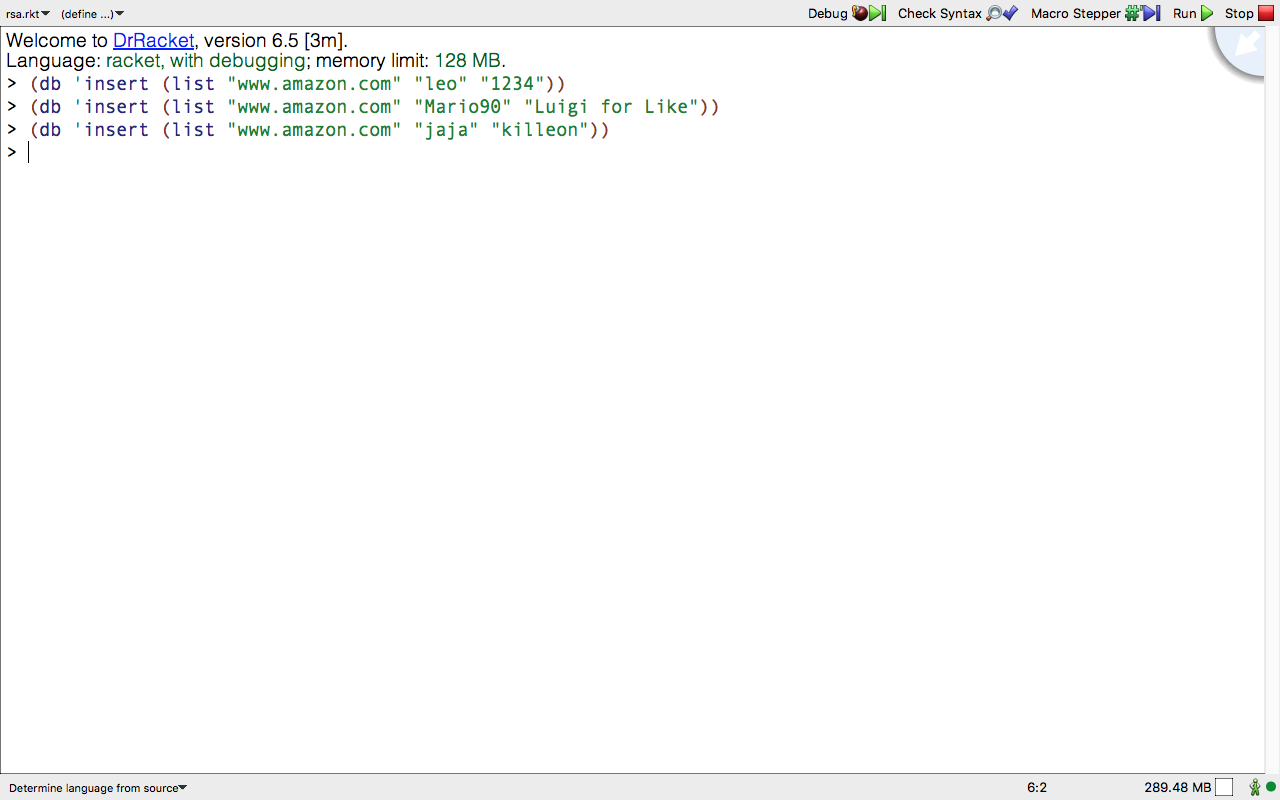 rsa.rkt (define ...) Debug Check Syntax Macro Stepper Run Stop
Welcome to DrRacket, version 6.5 [3m].
Language: racket, with debugging; memory limit: 128 MB.
> (db 'insert (list "www.amazon.com" "leo" "1234"))
> (db 'insert (list "www.amazon.com" "Mario90" "Luigi for Like"))
> (db 'insert (list "www.amazon.com" "jaja" "killeon"))
>
Determine language from source 6:2 289.48 MB